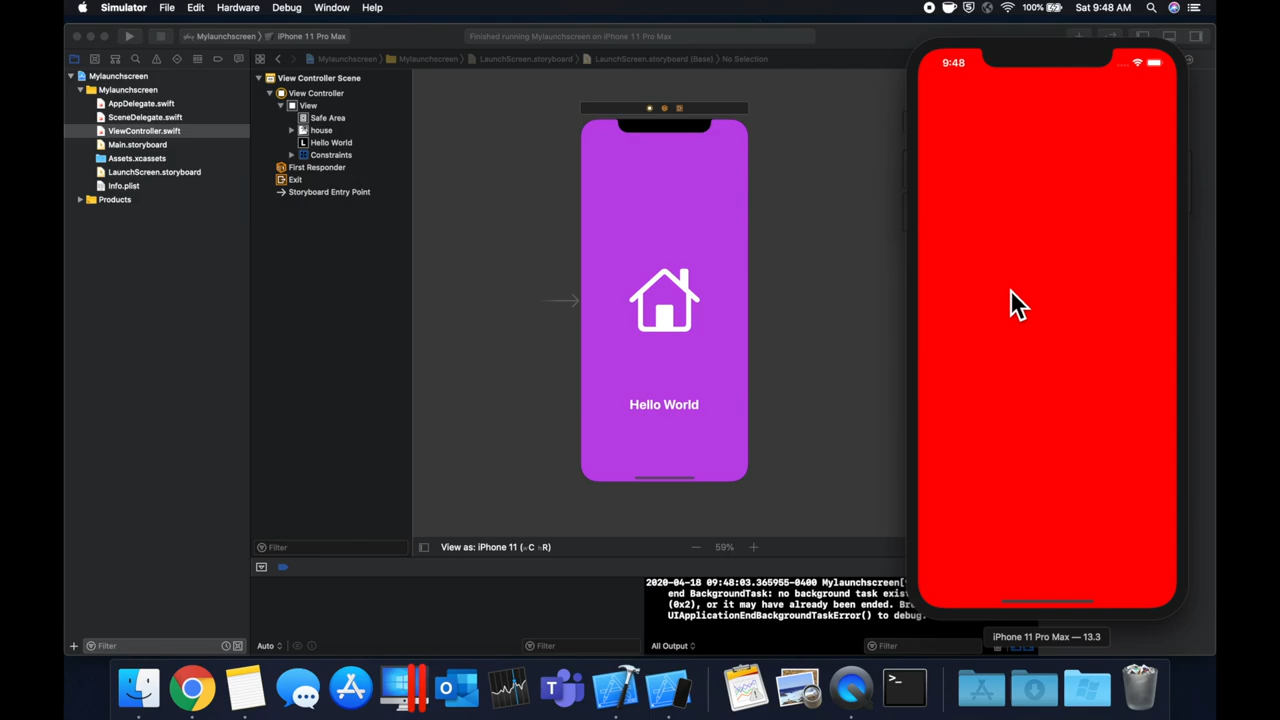 Simulator File Edit Hardware Debug Window Help
100% Sat 9:48 AM
Mylaunchscreen iPhone 11 Pro Max
Finished running Mylaunchscreen on iPhone 11 Pro Max
Mylaunchscreen Mylaunchscreen LaunchScreen.storyboard LaunchScreen.storyboard (Base) No Selection
Mylaunchscreen
Mylaunchscreen
AppDelegate.swift
SceneDelegate.swift
ViewController.swift
Main.storyboard
Assets.xcassets
LaunchScreen.storyboard
Info.plist
Products
View Controller Scene
View Controller
View
Safe Area
house
L Hello World
Constraints
First Responder
Exit
Storyboard Entry Point
Hello World
9:48
Filter
View as: iPhone 11 (⌘C ⌘R)
59%
2020-04-18 09:48:03.365955-0400 Mylaunchscreen[
end BackgroundTask: no background task exist
(0x2), or it may have already been ended. Br
UIApplicationEndBackgroundTaskError() to debug.
iPhone 11 Pro Max — 13.3
Filter
Auto
Filter
All Output
Filter